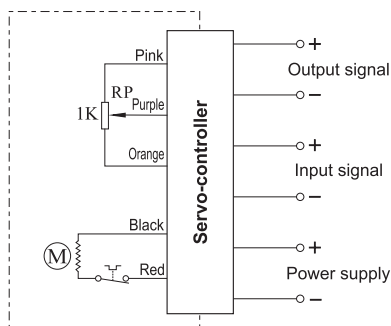 Pink
RP
Purple
1K
Orange
Black
M
Red
Servo-controller
+
Output signal
−
+
Input signal
−
+
Power supply
−